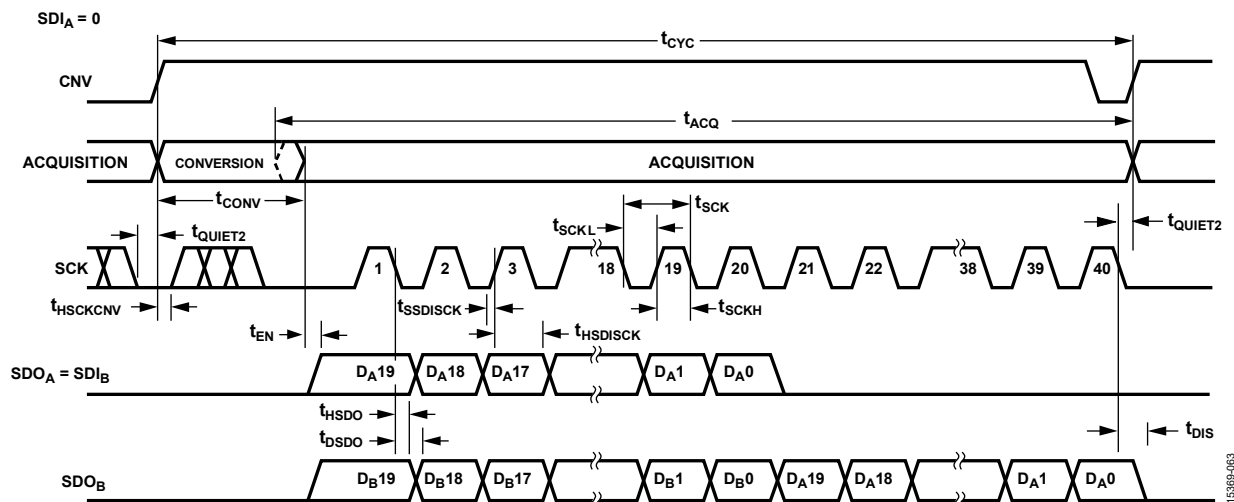 SDIA = 0
tCYC
CNV
tACQ
ACQUISITION CONVERSION ACQUISITION
tCONV
tSCK
tSCKL
tQUIET2 tQUIET2
SCK 1 2 3 18 19 20 21 22 38 39 40
tHSCKCNV tSSDISCK tSCKH
tEN tHSDISCK
SDOA = SDIB DA19 DA18 DA17 DA1 DA0
tHSDO
tDSDO tDIS
SDOB DB19 DB18 DB17 DB1 DB0 DA19 DA18 DA1 DA0
15369-063